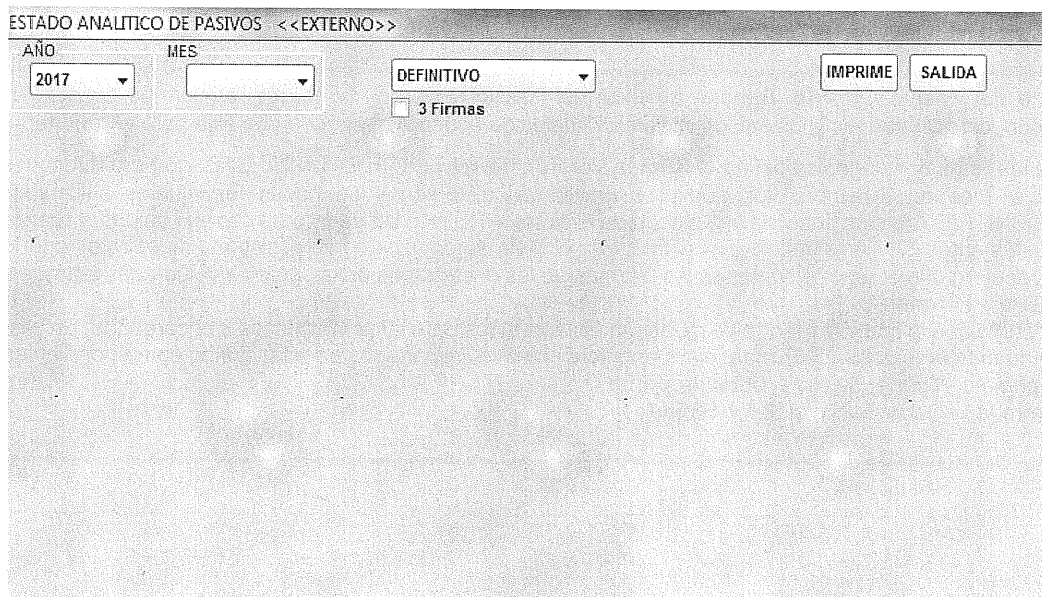 ESTADO ANALITICO DE PASIVOS <<EXTERNO>>
AÑO MES
2017 DEFINITIVO IMPRIME SALIDA
3 Firmas